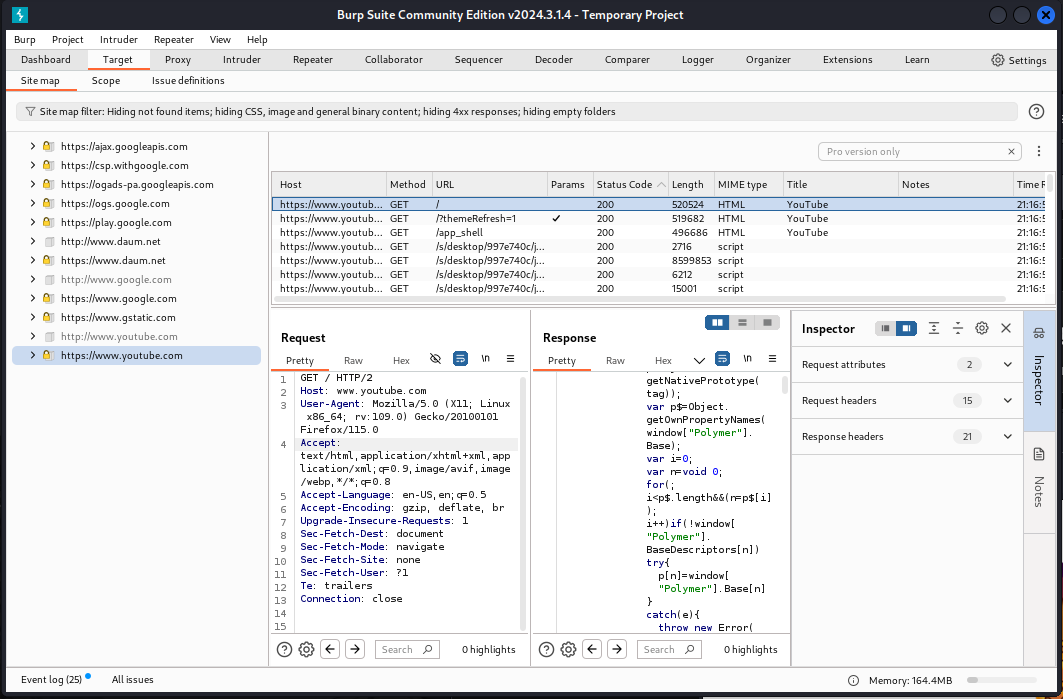 Burp Suite Community Edition v2024.3.1.4 - Temporary Project
Burp Project Intruder Repeater View Help
Dashboard Target Proxy Intruder Repeater Collaborator Sequencer Decoder Comparer Logger Organizer Extensions Learn Settings
Site map Scope Issue definitions
Site map filter: Hiding not found items; hiding CSS, image and general binary content; hiding 4xx responses; hiding empty folders
https://ajax.googleapis.com
https://csp.withgoogle.com
https://ogads-pa.googleapis.com
https://ogs.google.com
https://play.google.com
http://www.daum.net
https://www.daum.net
http://www.google.com
https://www.google.com
https://www.gstatic.com
http://www.youtube.com
https://www.youtube.com
Pro version only
Host Method URL Params Status Code Length MIME type Title Notes Time R
https://www.youtub... GET / 200 520524 HTML YouTube 21:16:5
https://www.youtub... GET /?themeRefresh=1 ✓ 200 519682 HTML YouTube 21:16:5
https://www.youtub... GET /app_shell 200 496686 HTML YouTube 21:16:5
https://www.youtub... GET /s/desktop/997e740c/j... 200 2716 script 21:16:5
https://www.youtub... GET /s/desktop/997e740c/j... 200 8599853 script 21:16:5
https://www.youtub... GET /s/desktop/997e740c/j... 200 6212 script 21:16:5
https://www.youtub... GET /s/desktop/997e740c/j... 200 15001 script 21:16:5
Request
Pretty Raw Hex \n
1 GET / HTTP/2
2 Host: www.youtube.com
3 User-Agent: Mozilla/5.0 (X11; Linux
x86_64; rv:109.0) Gecko/20100101
Firefox/115.0
4 Accept:
text/html,application/xhtml+xml,app
lication/xml;q=0.9,image/avif,image
/webp,*/*;q=0.8
5 Accept-Language: en-US,en;q=0.5
6 Accept-Encoding: gzip, deflate, br
7 Upgrade-Insecure-Requests: 1
8 Sec-Fetch-Dest: document
9 Sec-Fetch-Mode: navigate
10 Sec-Fetch-Site: none
11 Sec-Fetch-User: ?1
12 Te: trailers
13 Connection: close
14
15
Search 0 highlights
Response
Pretty Raw Hex \n
getNativePrototype(
tag));
var p$=Object.
getOwnPropertyNames(
window["Polymer"].
Base);
var i=0;
var n=void 0;
for(;
i<p$.length&&(n=p$[i]
);
i++)if(!window[
"Polymer"].
BaseDescriptors[n])
try{
p[n]=window[
"Polymer"].Base[n]
}
catch(e){
throw new Error(
Search 0 highlights
Inspector
Request attributes 2
Request headers 15
Response headers 21
Inspector
Notes
Event log (25) All issues
Memory: 164.4MB